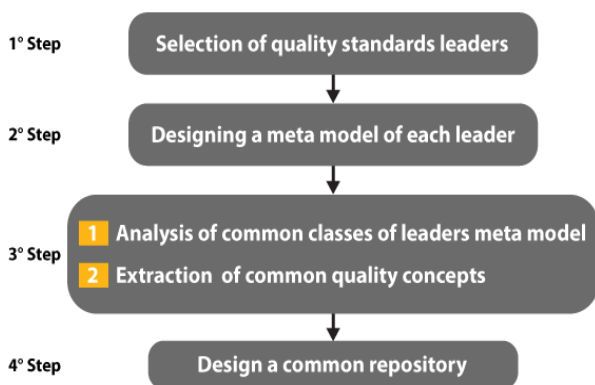 1° Step
Selection of quality standards leaders
2° Step
Designing a meta model of each leader
3° Step
1 Analysis of common classes of leaders meta model
2 Extraction of common quality concepts
4° Step
Design a common repository